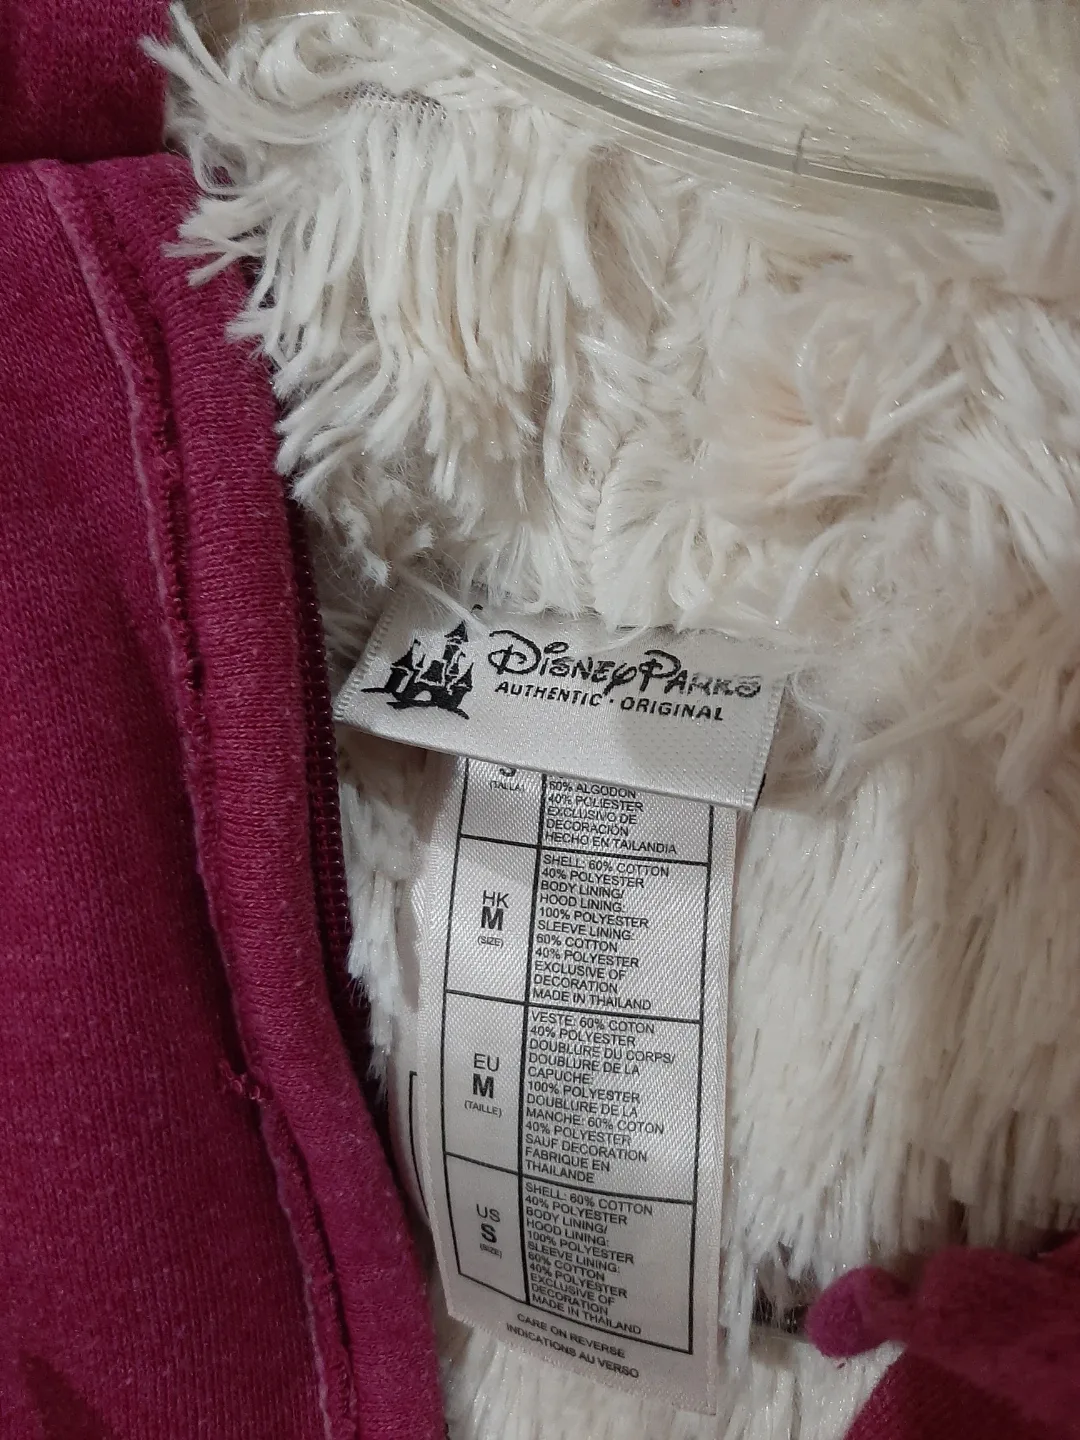 DISNEY PARKS
AUTHENTIC · ORIGINAL
S
(TALLA)
60% ALGODON
40% POLIESTER
EXCLUSIVO DE
DECORACIÓN
HECHO EN TAILANDIA
HK
M
(SIZE)
SHELL: 60% COTTON
40% POLYESTER
BODY LINING/
HOOD LINING:
100% POLYESTER
SLEEVE LINING:
60% COTTON
40% POLYESTER
EXCLUSIVE OF
DECORATION
MADE IN THAILAND
EU
M
(TAILLE)
VESTE: 60% COTON
40% POLYESTER
DOUBLURE DU CORPS/
DOUBLURE DE LA
CAPUCHE:
100% POLYESTER
DOUBLURE DE LA
MANCHE: 60% COTON
40% POLYESTER
SAUF DECORATION
FABRIQUE EN
THAILANDE
US
S
(SIZE)
SHELL: 60% COTTON
40% POLYESTER
BODY LINING/
HOOD LINING:
100% POLYESTER
SLEEVE LINING:
60% COTTON
40% POLYESTER
EXCLUSIVE OF
DECORATION
MADE IN THAILAND
CARE ON REVERSE
INDICATIONS AU VERSO